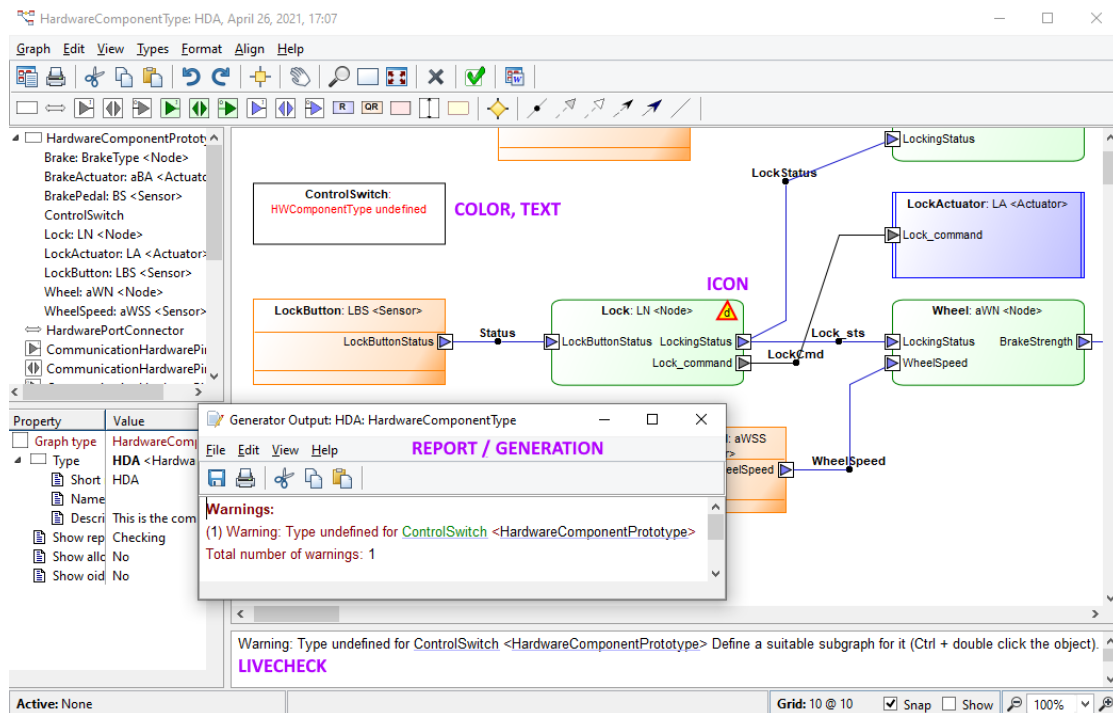 HardwareComponentType: HDA, April 26, 2021, 17:07
Graph Edit View Types Format Align Help
R QR
HardwareComponentPrototy
Brake: BrakeType <Node>
BrakeActuator: aBA <Actuato
BrakePedal: BS <Sensor>
ControlSwitch
Lock: LN <Node>
LockActuator: LA <Actuator>
LockButton: LBS <Sensor>
Wheel: aWN <Node>
WheelSpeed: aWSS <Sensor>
HardwarePortConnector
CommunicationHardwarePin
CommunicationHardwarePin
Property Value
Graph type HardwareComp
Type HDA <Hardwa
Short HDA
Name
Descri This is the com
Show rep Checking
Show allc No
Show oid No
LockingStatus
LockStatus
ControlSwitch:
HWComponentType undefined
COLOR, TEXT
LockActuator: LA <Actuator>
Lock_command
ICON
LockButton: LBS <Sensor>
LockButtonStatus
Status
Lock: LN <Node>
d
LockButtonStatus LockingStatus
Lock_command
Lock_sts
LockCmd
Wheel: aWN <Node>
LockingStatus BrakeStrength
WheelSpeed
: aWSS
r>
eelSpeed
WheelSpeed
Generator Output: HDA: HardwareComponentType
File Edit View Help
REPORT / GENERATION
Warnings:
(1) Warning: Type undefined for ControlSwitch <HardwareComponentPrototype>
Total number of warnings: 1
Warning: Type undefined for ControlSwitch <HardwareComponentPrototype> Define a suitable subgraph for it (Ctrl + double click the object).
LIVECHECK
Active: None
Grid: 10 @ 10 Snap Show 100%